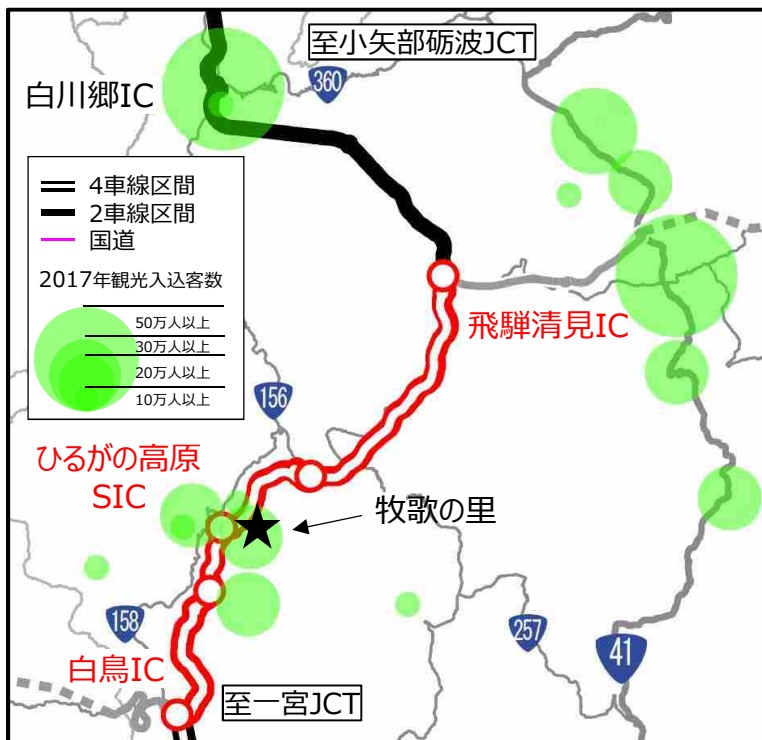 至小矢部砺波JCT
白川郷IC
360
4車線区間
2車線区間
国道
2017年観光入込客数
50万人以上
30万人以上
20万人以上
10万人以上
飛騨清見IC
156
ひるがの高原
SIC
牧歌の里
158
257
41
白鳥IC
至一宮JCT